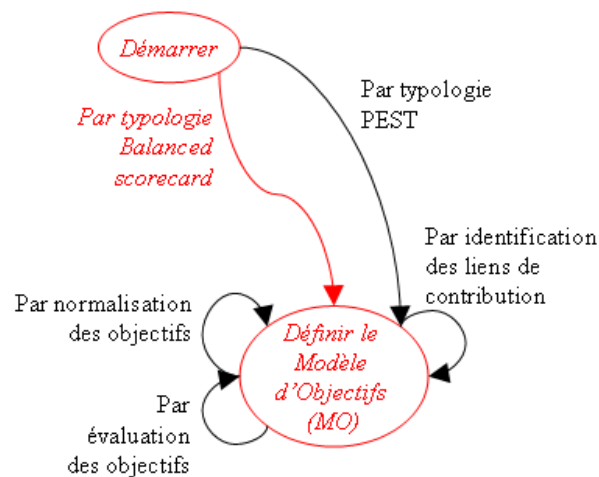 Démarrer
Par typologie
PEST
Par typologie
Balanced
scorecard
Par identification
des liens de
contribution
Par normalisation
des objectifs
Définir le
Modèle
d'Objectifs
(MO)
Par
évaluation
des objectifs